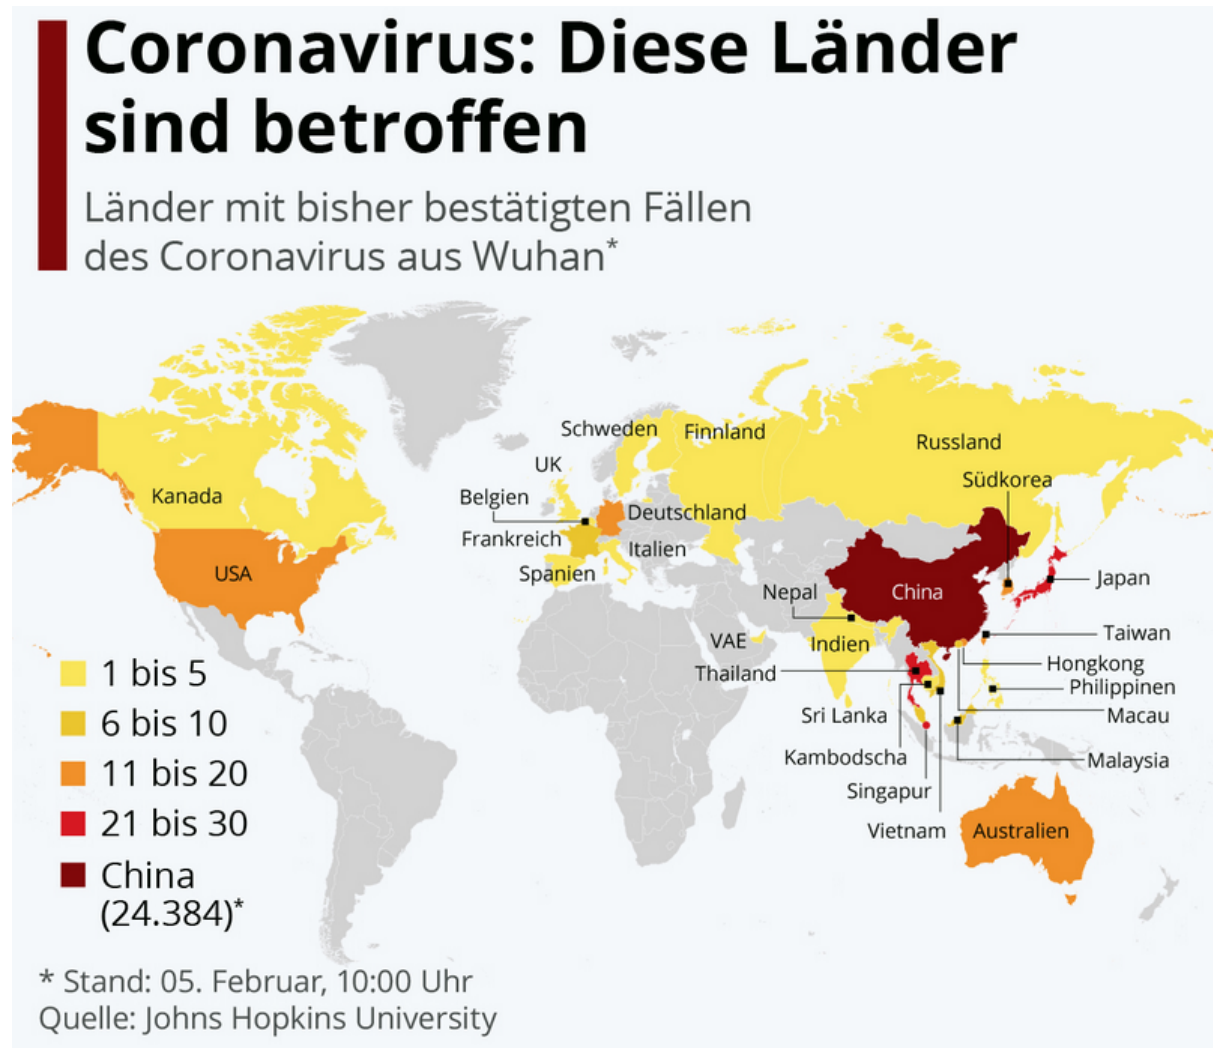 Coronavirus: Diese Länder
sind betroffen
Länder mit bisher bestätigten Fällen
des Coronavirus aus Wuhan*
Schweden
Finnland
Russland
UK
Südkorea
Kanada
Belgien
Deutschland
Frankreich
Italien
USA
Spanien
Nepal
China
Japan
VAE
Indien
Taiwan
Thailand
Hongkong
Philippinen
Sri Lanka
Macau
Kambodscha
Malaysia
Singapur
Vietnam
Australien
1 bis 5
6 bis 10
11 bis 20
21 bis 30
China
(24.384)*
* Stand: 05. Februar, 10:00 Uhr
Quelle: Johns Hopkins University